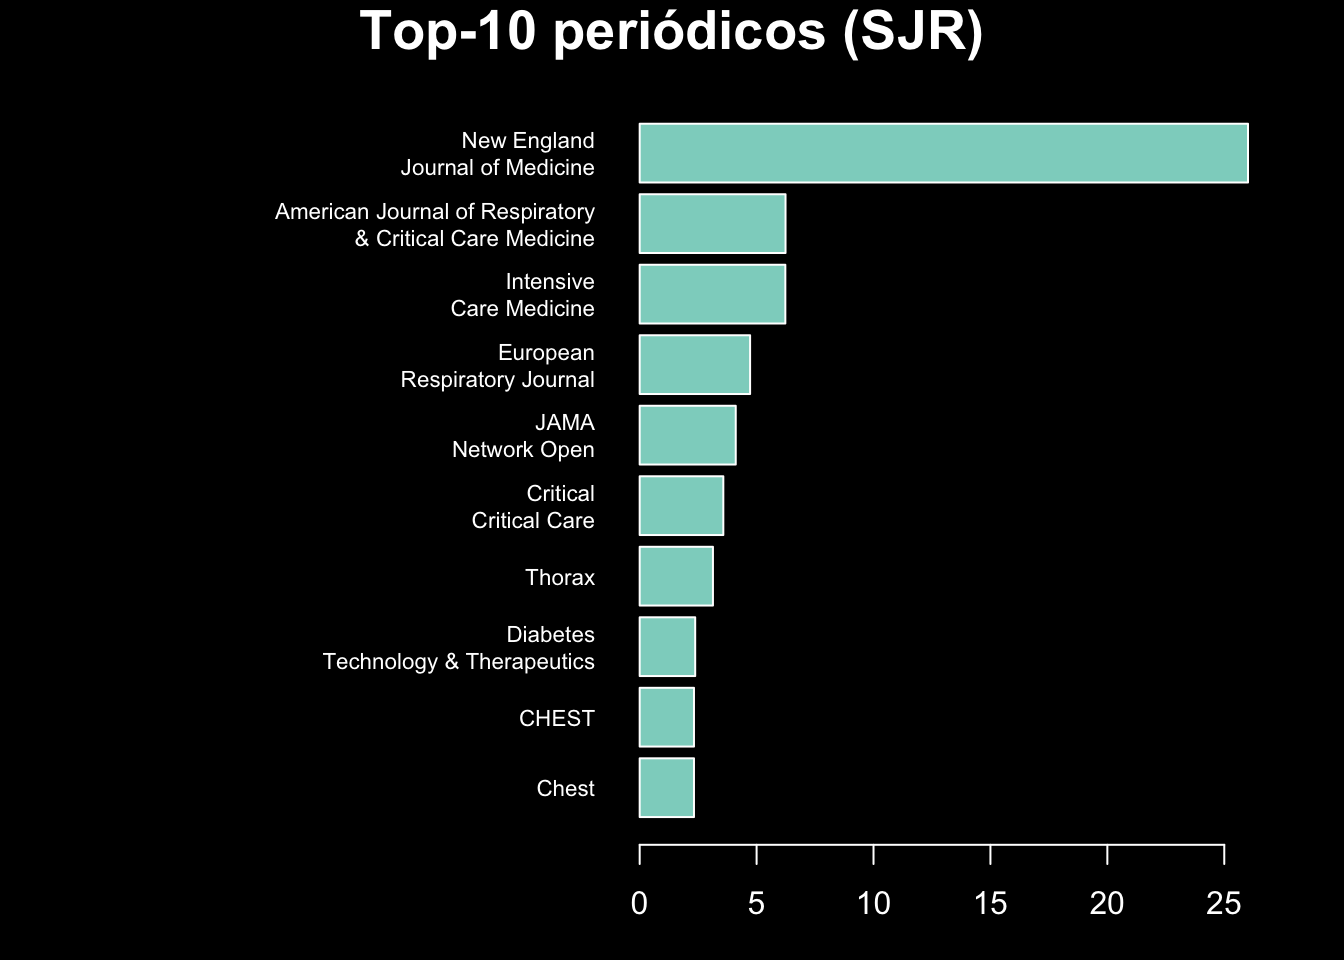 Top-10 periódicos (SJR)
New England
Journal of Medicine
American Journal of Respiratory
& Critical Care Medicine
Intensive
Care Medicine
European
Respiratory Journal
JAMA
Network Open
Critical
Critical Care
Thorax
Diabetes
Technology & Therapeutics
CHEST
Chest
0 5 10 15 20 25